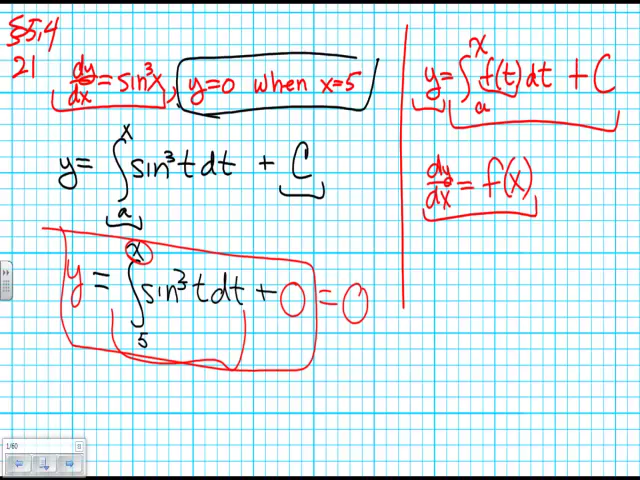 §5.4
21
dy/dx = sin³x, y=0 when x=5
y = ∫ₐˣ sin³t dt + C
y = ∫₅ˣ sin³t dt + 0 = 0
y = ∫ₐˣ f(t) dt + C
dy/dx = f(x)
1/60